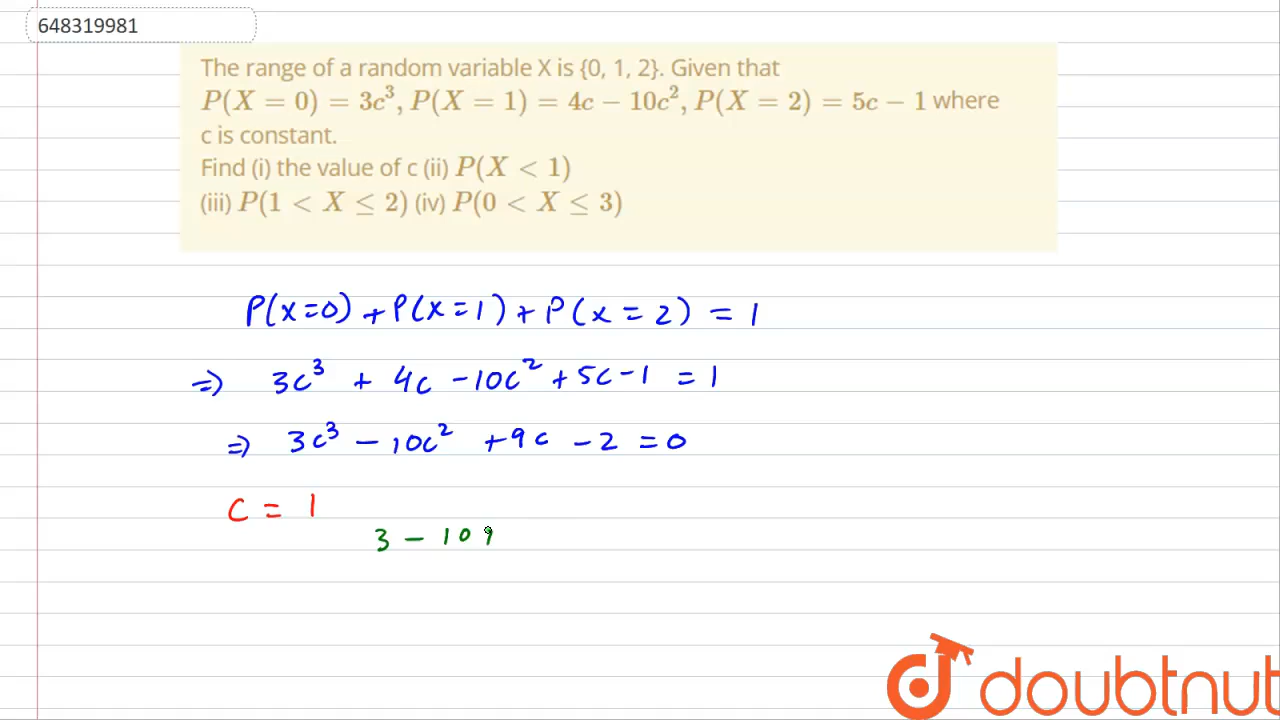 648319981
The range of a random variable X is {0, 1, 2}. Given that
P(X = 0) = 3c³, P(X = 1) = 4c − 10c², P(X = 2) = 5c − 1 where
c is constant.
Find (i) the value of c (ii) P(X < 1)
(iii) P(1 < X ≤ 2) (iv) P(0 < X ≤ 3)
P(x=0) + P(x=1) + P(x=2) = 1
=) 3c³ + 4c -10c² +5c-1 = 1
=) 3c³ - 10c² +9c - 2 = 0
C = 1
3 - 10
doubtnut